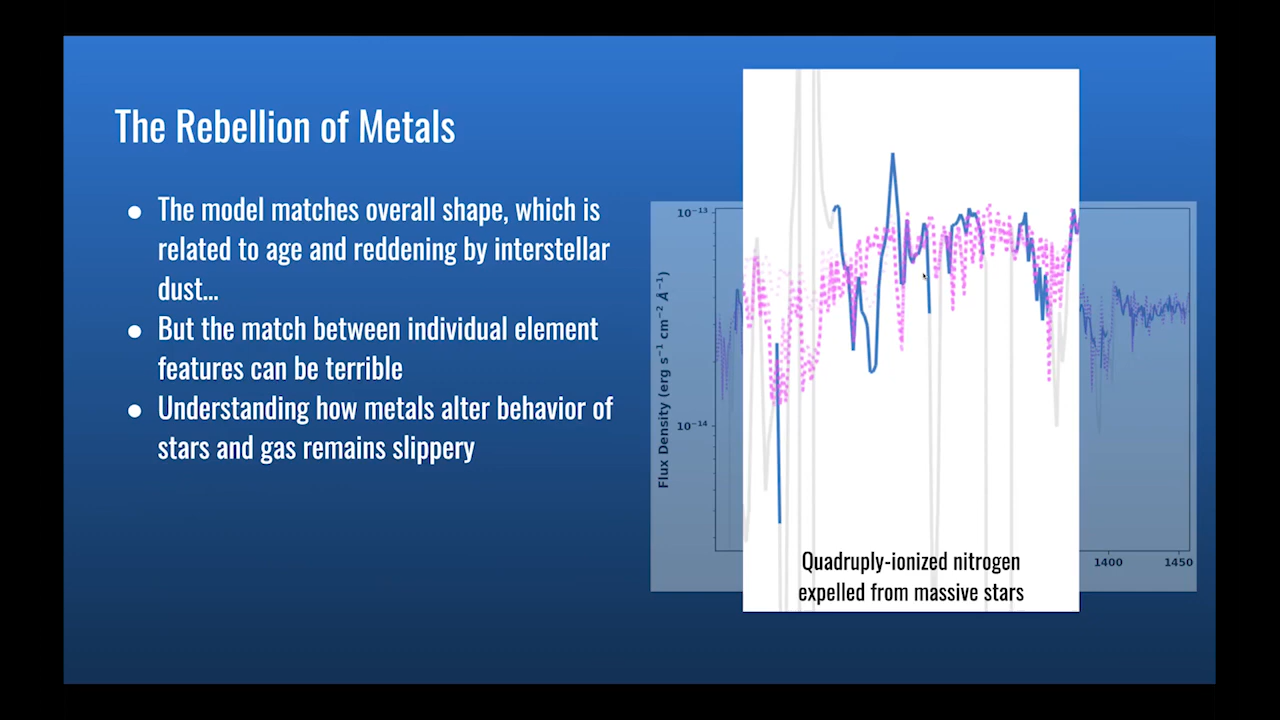 The Rebellion of Metals
● The model matches overall shape, which is
related to age and reddening by interstellar
dust...
● But the match between individual element
features can be terrible
● Understanding how metals alter behavior of
stars and gas remains slippery
10⁻¹³
10⁻¹⁴
Flux Density (erg s⁻¹ cm⁻² Å⁻¹)
1400
1450
Quadruply-ionized nitrogen
expelled from massive stars